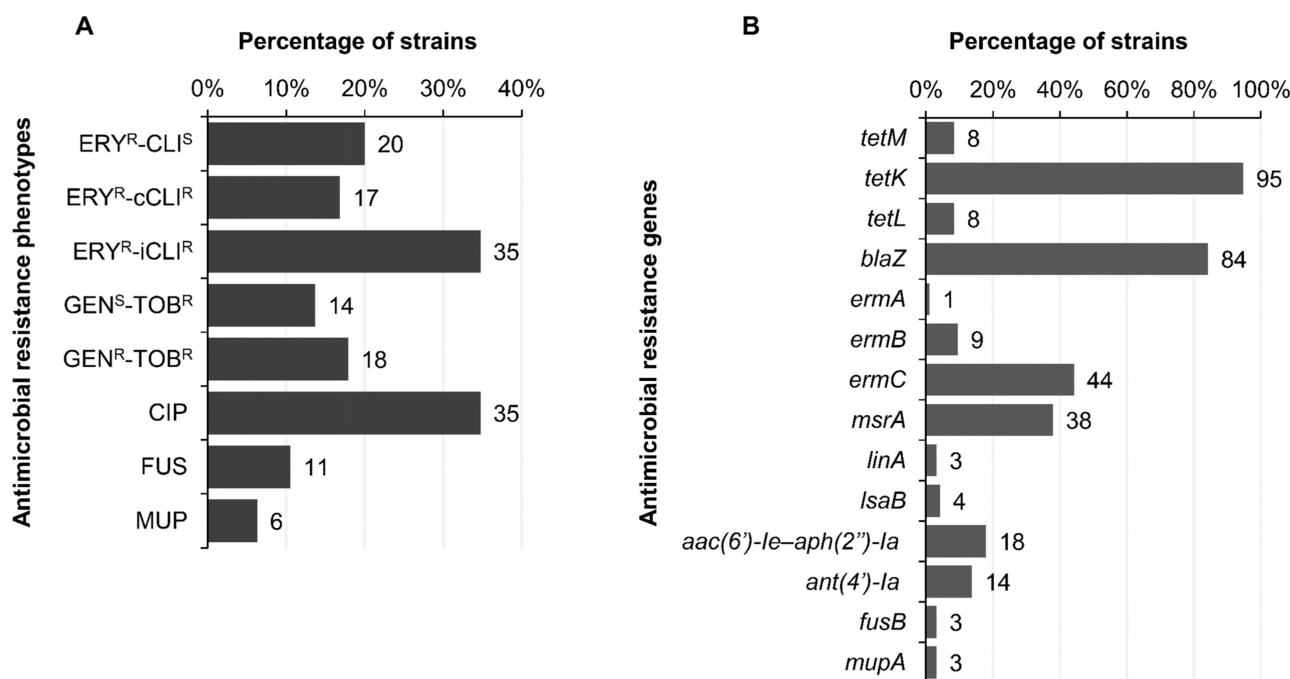 A
Percentage of strains
0% 10% 20% 30% 40%
Antimicrobial resistance phenotypes
ERYᴿ-CLIˢ 20
ERYᴿ-cCLIᴿ 17
ERYᴿ-iCLIᴿ 35
GENˢ-TOBᴿ 14
GENᴿ-TOBᴿ 18
CIP 35
FUS 11
MUP 6
B
Percentage of strains
0% 20% 40% 60% 80% 100%
Antimicrobial resistance genes
tetM 8
tetK 95
tetL 8
blaZ 84
ermA 1
ermB 9
ermC 44
msrA 38
linA 3
lsaB 4
aac(6’)-Ie–aph(2”)-Ia 18
ant(4’)-Ia 14
fusB 3
mupA 3